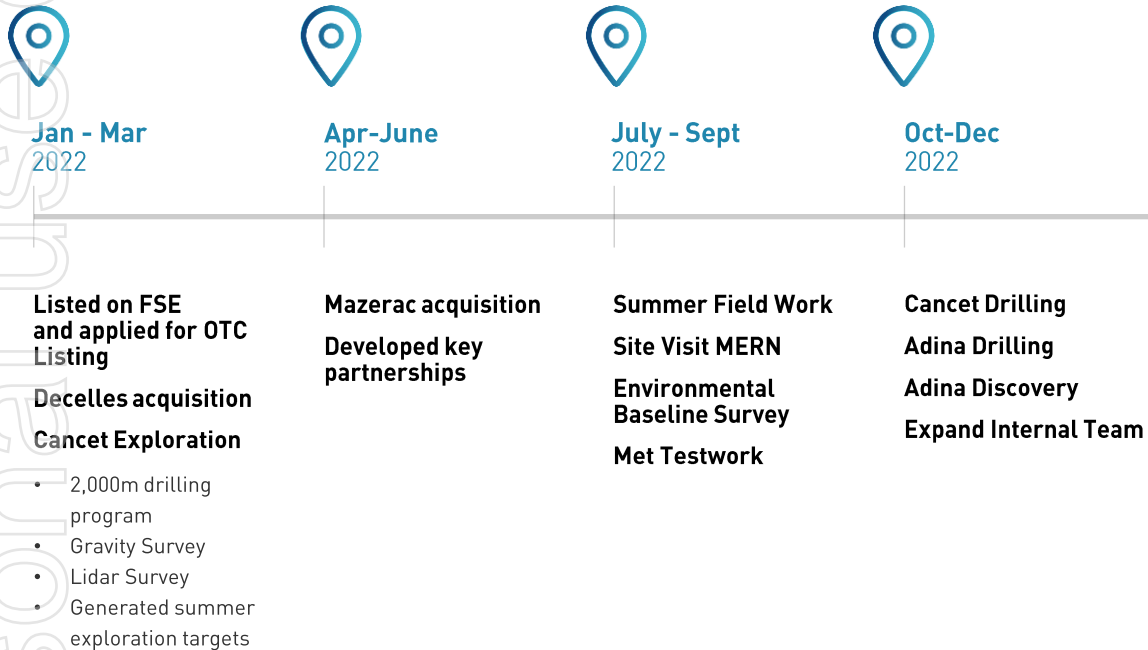 Jan - Mar
2022
Apr-June
2022
July - Sept
2022
Oct-Dec
2022
Listed on FSE
and applied for OTC
Listing
Decelles acquisition
Cancet Exploration
• 2,000m drilling
program
• Gravity Survey
• Lidar Survey
• Generated summer
exploration targets
Mazerac acquisition
Developed key
partnerships
Summer Field Work
Site Visit MERN
Environmental
Baseline Survey
Met Testwork
Cancet Drilling
Adina Drilling
Adina Discovery
Expand Internal Team